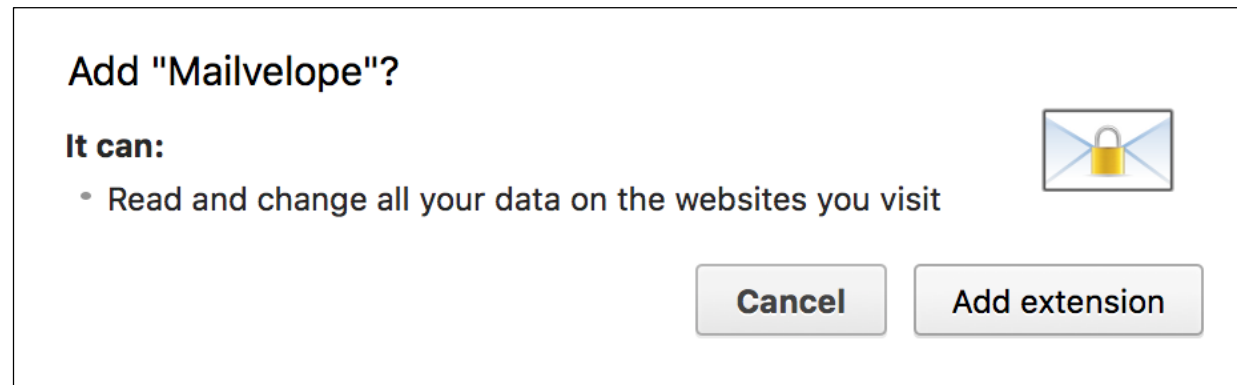 Add "Mailvelope"?
It can:
Read and change all your data on the websites you visit
Cancel
Add extension